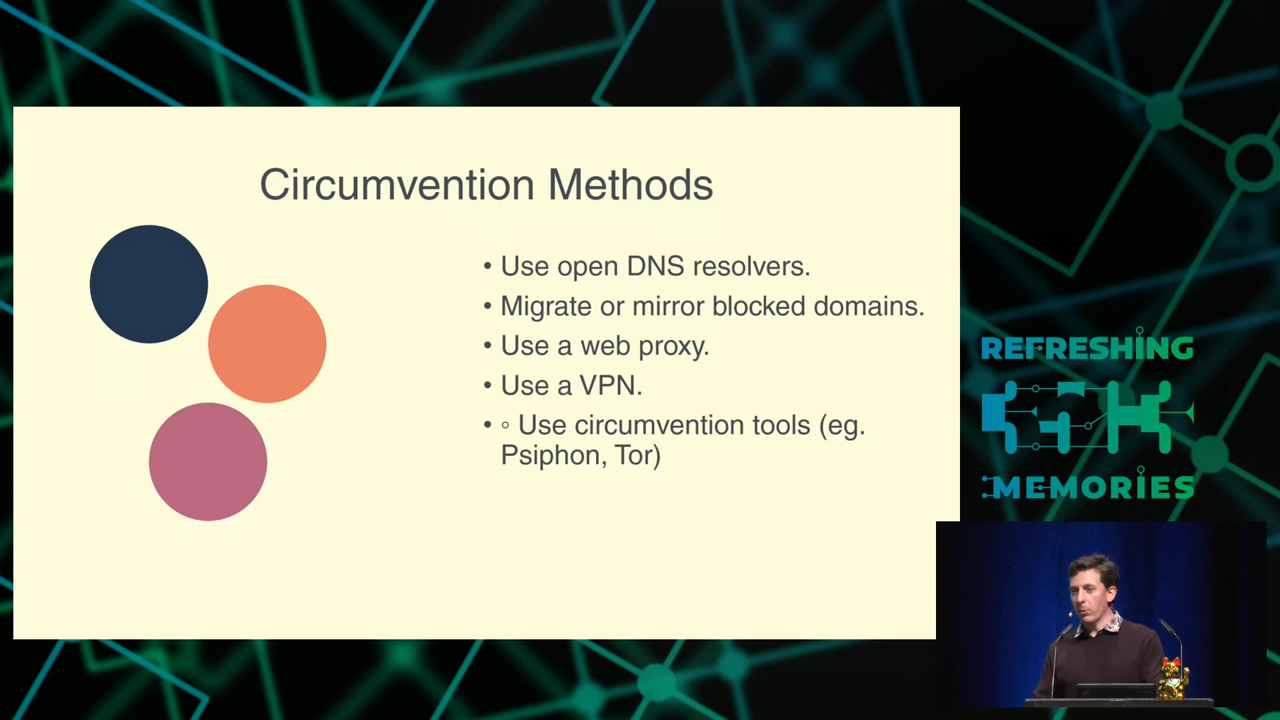 Circumvention Methods
• Use open DNS resolvers.
• Migrate or mirror blocked domains.
• Use a web proxy.
• Use a VPN.
• ◦ Use circumvention tools (eg.
Psiphon, Tor)
REFRESHING
37C3
MEMORIES